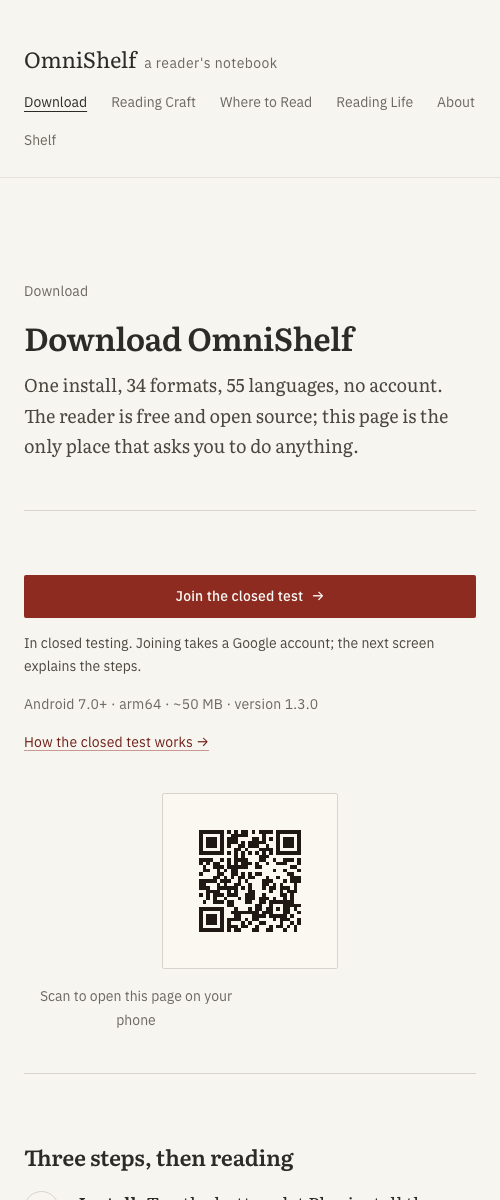 OmniShelf a reader's notebook
Download Reading Craft Where to Read Reading Life About
Shelf
Download
Download OmniShelf
One install, 34 formats, 55 languages, no account.
The reader is free and open source; this page is the
only place that asks you to do anything.
Join the closed test →
In closed testing. Joining takes a Google account; the next screen
explains the steps.
Android 7.0+ · arm64 · ~50 MB · version 1.3.0
How the closed test works →
Scan to open this page on your
phone
Three steps, then reading